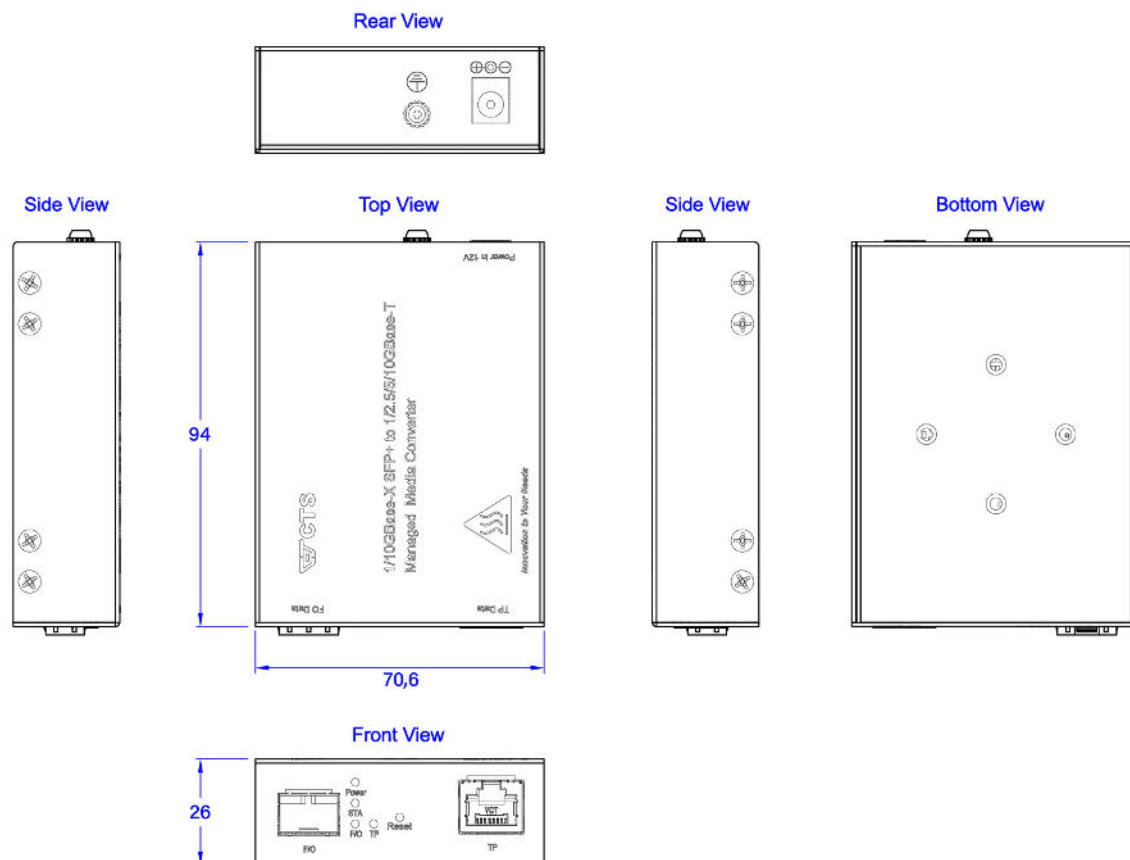 Rear View
Side View
Top View
Side View
Bottom View
Power in 12V
1/10GBase-X SFP+ to 1/2.5/5/10GBase-T
Managed Media Converter
CTS
Innovation to Your Needs
FO Data
TP Data
94
70,6
Front View
26
Power
STA
F/O TP
Reset
VCT
F/O
TP